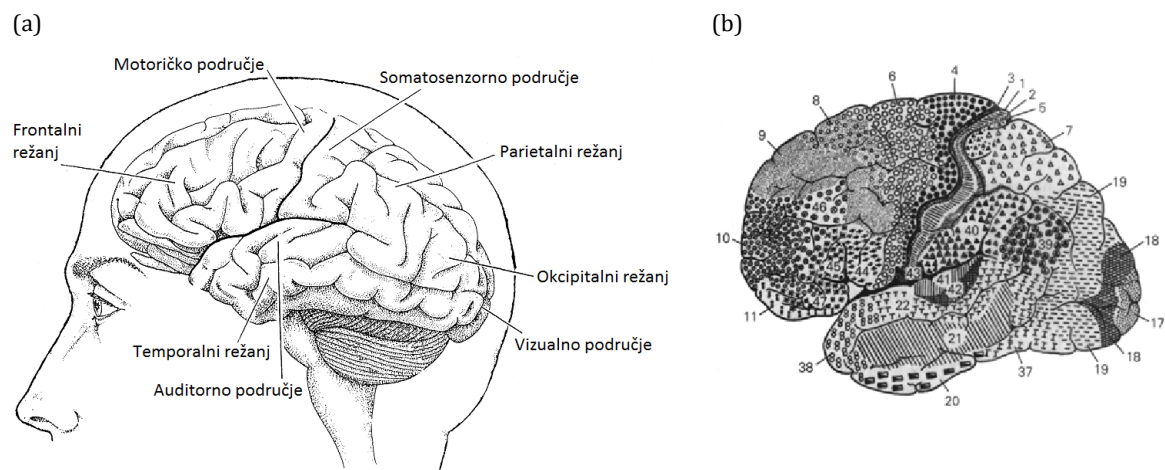 (a)
(b)
Motoričko područje
Somatosenzorno područje
Frontalni
režanj
Parietalni režanj
Okcipitalni režanj
Vizualno područje
Temporalni režanj
Auditorno područje
4
3
1
2
5
6
8
7
9
19
46
40
39
10
18
45
44
43
42
47
22
11
17
21
18
38
37
19
20